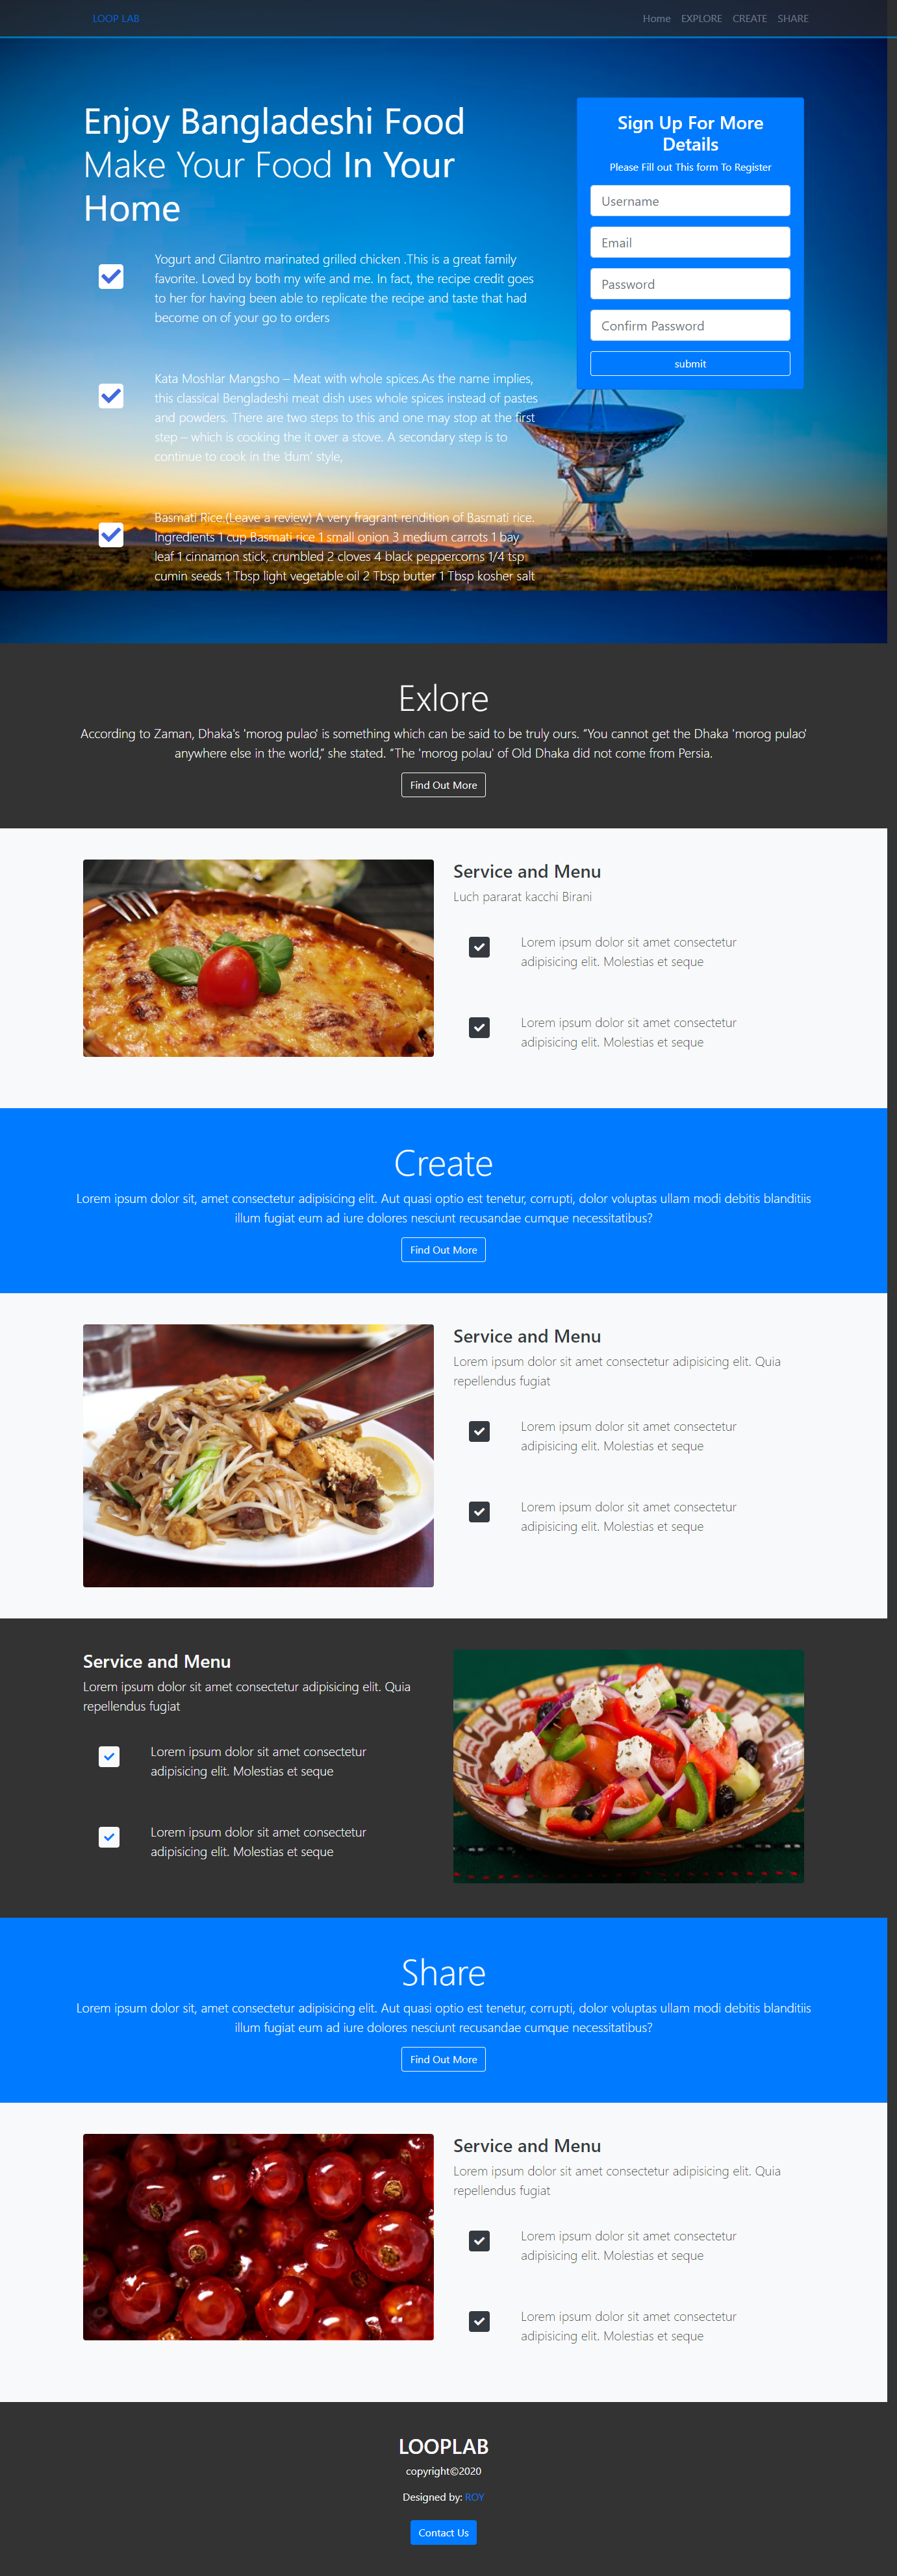 LOOP LAB
Home EXPLORE CREATE SHARE
Enjoy Bangladeshi Food
Make Your Food In Your
Home
Yogurt and Cilantro marinated grilled chicken .This is a great family
favorite. Loved by both my wife and me. In fact, the recipe credit goes
to her for having been able to replicate the recipe and taste that had
become on of your go to orders
Kata Moshlar Mangsho – Meat with whole spices.As the name implies,
this classical Bengladeshi meat dish uses whole spices instead of pastes
and powders. There are two steps to this and one may stop at the first
step – which is cooking the it over a stove. A secondary step is to
continue to cook in the 'dum' style,
Basmati Rice.(Leave a review) A very fragrant rendition of Basmati rice.
Ingredients 1 cup Basmati rice 1 small onion 3 medium carrots 1 bay
leaf 1 cinnamon stick, crumbled 2 cloves 4 black peppercorns 1/4 tsp
cumin seeds 1 Tbsp light vegetable oil 2 Tbsp butter 1 Tbsp kosher salt
Sign Up For More
Details
Please Fill out This form To Register
Username
Email
Password
Confirm Password
submit
Exlore
According to Zaman, Dhaka's 'morog pulao' is something which can be said to be truly ours. “You cannot get the Dhaka 'morog pulao'
anywhere else in the world,” she stated. “The 'morog polau' of Old Dhaka did not come from Persia.
Find Out More
Service and Menu
Luch pararat kacchi Birani
Lorem ipsum dolor sit amet consectetur
adipisicing elit. Molestias et seque
Lorem ipsum dolor sit amet consectetur
adipisicing elit. Molestias et seque
Create
Lorem ipsum dolor sit, amet consectetur adipisicing elit. Aut quasi optio est tenetur, corrupti, dolor voluptas ullam modi debitis blanditiis
illum fugiat eum ad iure dolores nesciunt recusandae cumque necessitatibus?
Find Out More
Service and Menu
Lorem ipsum dolor sit amet consectetur adipisicing elit. Quia
repellendus fugiat
Lorem ipsum dolor sit amet consectetur
adipisicing elit. Molestias et seque
Lorem ipsum dolor sit amet consectetur
adipisicing elit. Molestias et seque
Service and Menu
Lorem ipsum dolor sit amet consectetur adipisicing elit. Quia
repellendus fugiat
Lorem ipsum dolor sit amet consectetur
adipisicing elit. Molestias et seque
Lorem ipsum dolor sit amet consectetur
adipisicing elit. Molestias et seque
Share
Lorem ipsum dolor sit, amet consectetur adipisicing elit. Aut quasi optio est tenetur, corrupti, dolor voluptas ullam modi debitis blanditiis
illum fugiat eum ad iure dolores nesciunt recusandae cumque necessitatibus?
Find Out More
Service and Menu
Lorem ipsum dolor sit amet consectetur adipisicing elit. Quia
repellendus fugiat
Lorem ipsum dolor sit amet consectetur
adipisicing elit. Molestias et seque
Lorem ipsum dolor sit amet consectetur
adipisicing elit. Molestias et seque
LOOPLAB
copyright©2020
Designed by: ROY
Contact Us